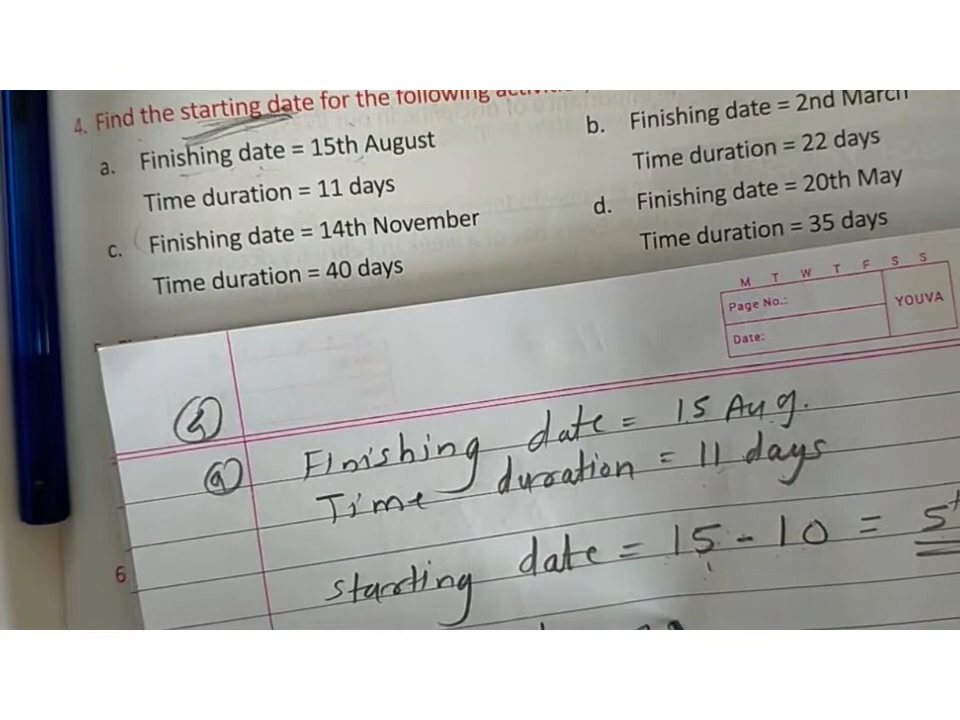 4. Find the starting date for the following
a. Finishing date = 15th August
Time duration = 11 days
b. Finishing date = 2nd March
Time duration = 22 days
c. Finishing date = 14th November
Time duration = 40 days
d. Finishing date = 20th May
Time duration = 35 days
M T W T F S S
Page No.:
YOUVA
Date:
a Finishing date = 15 Aug.
Time duration = 11 days
6
starting date = 15 - 10 =